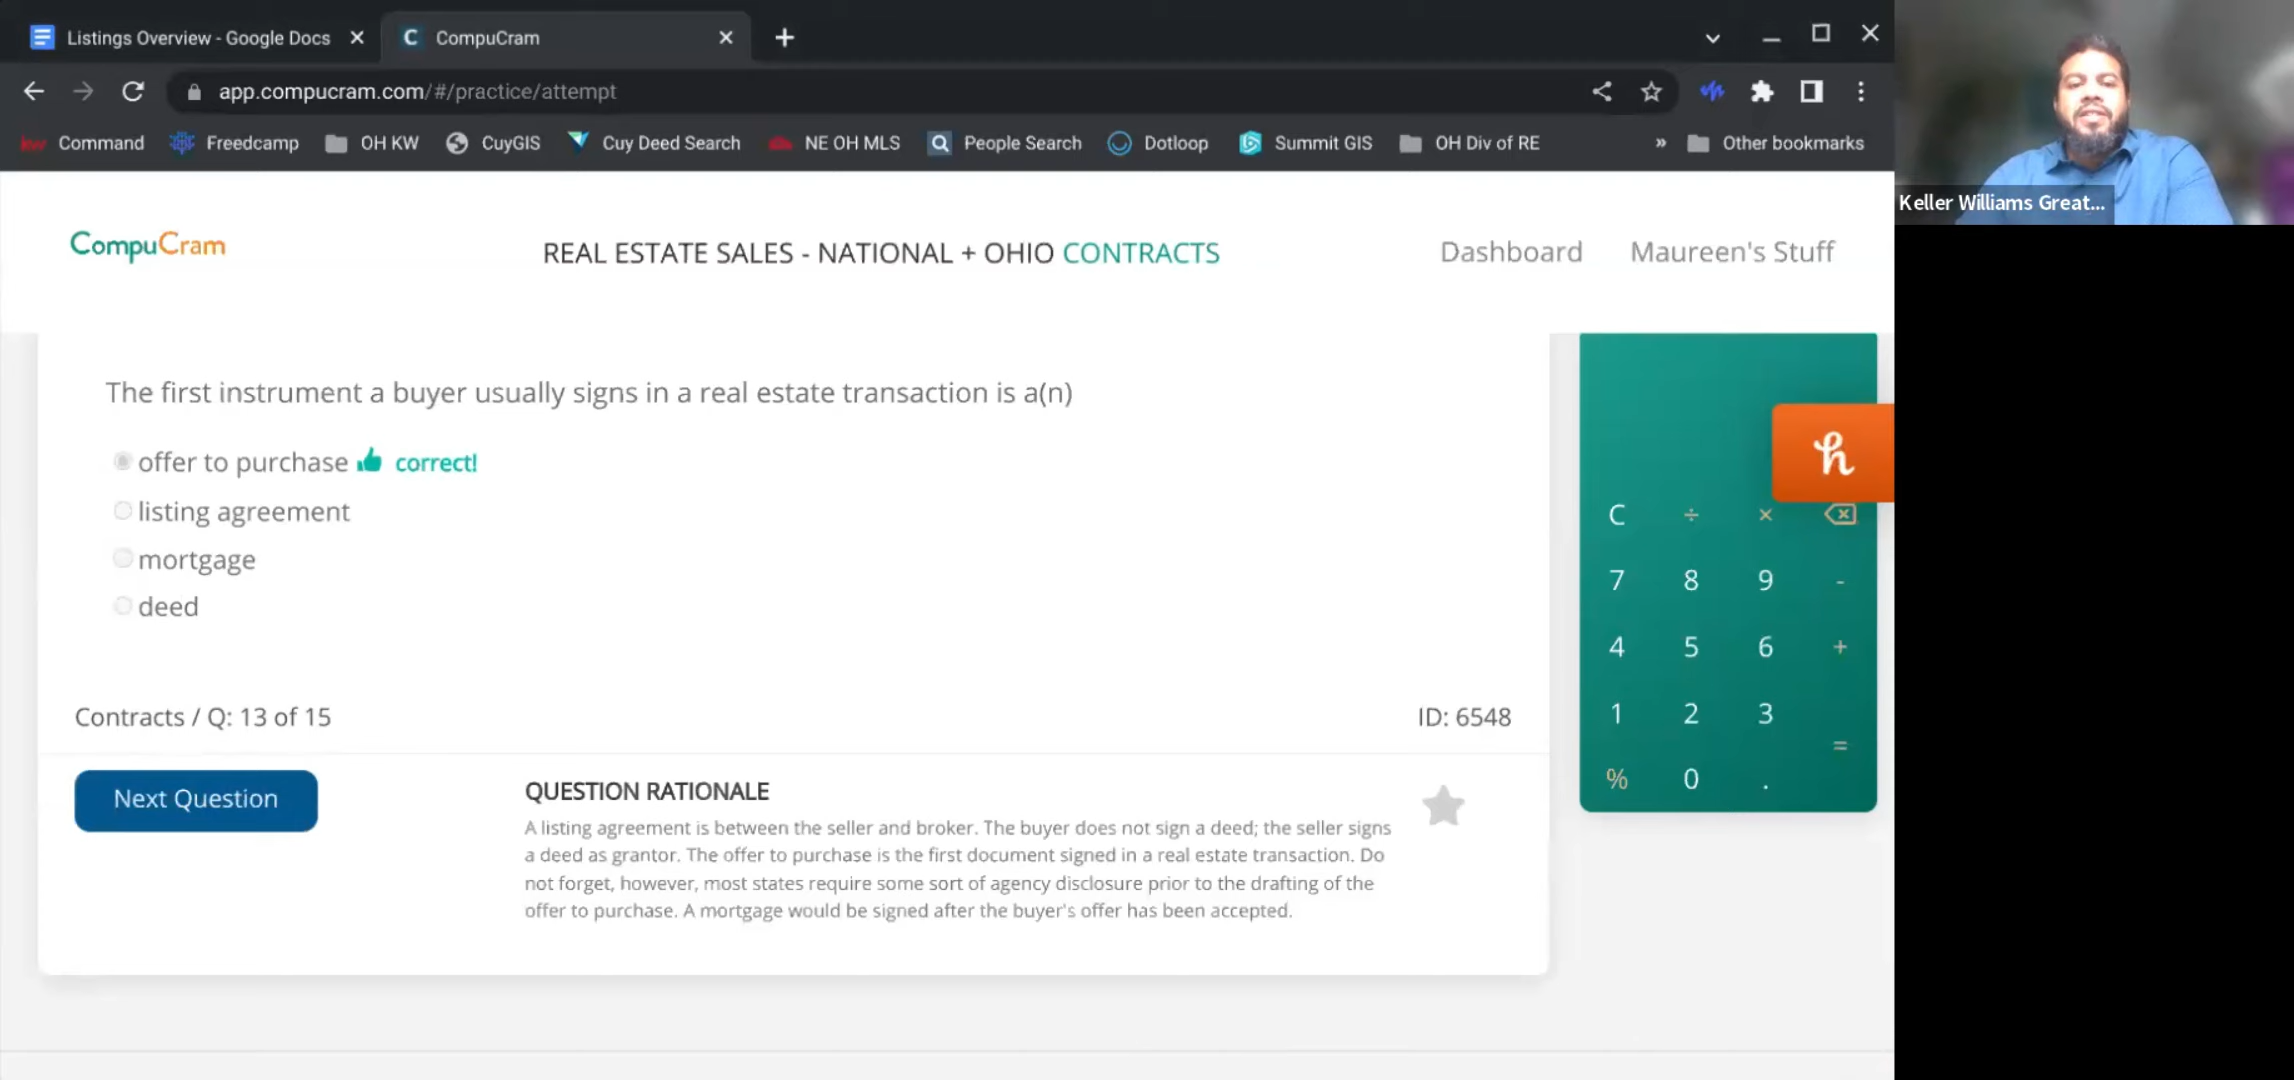 Listings Overview - Google Docs
C CompuCram
app.compucram.com/#/practice/attempt
kw Command
Freedcamp
OH KW
CuyGIS
Cuy Deed Search
NE OH MLS
People Search
Dotloop
Summit GIS
OH Div of RE
»
Other bookmarks
Keller Williams Great...
CompuCram
REAL ESTATE SALES - NATIONAL + OHIO CONTRACTS
Dashboard
Maureen's Stuff
The first instrument a buyer usually signs in a real estate transaction is a(n)
offer to purchase correct!
listing agreement
mortgage
deed
h
C ÷ ×
7 8 9 -
4 5 6 +
1 2 3
=
% 0 .
Contracts / Q: 13 of 15
ID: 6548
Next Question
QUESTION RATIONALE
A listing agreement is between the seller and broker. The buyer does not sign a deed; the seller signs
a deed as grantor. The offer to purchase is the first document signed in a real estate transaction. Do
not forget, however, most states require some sort of agency disclosure prior to the drafting of the
offer to purchase. A mortgage would be signed after the buyer's offer has been accepted.